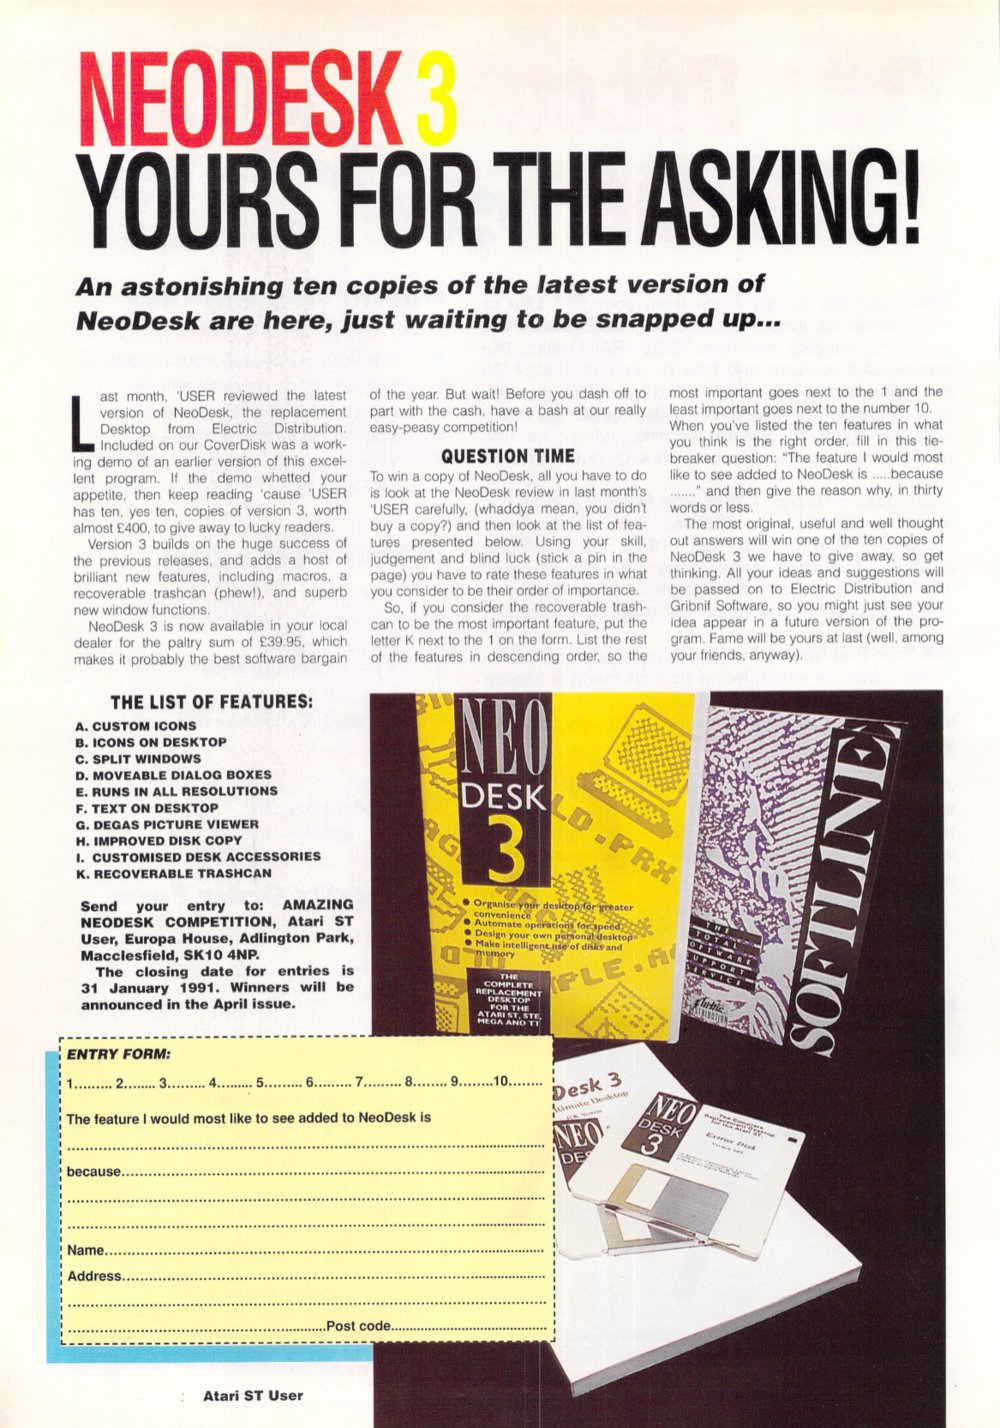 NEODESK 3
YOURS FOR THE ASKING!
An astonishing ten copies of the latest version of
NeoDesk are here, just waiting to be snapped up...
Last month, 'USER reviewed the latest
version of NeoDesk, the replacement
Desktop from Electric Distribution.
Included on our CoverDisk was a work-
ing demo of an earlier version of this excel-
lent program. If the demo whetted your
appetite, then keep reading 'cause 'USER
has ten, yes ten, copies of version 3, worth
almost £400, to give away to lucky readers.
Version 3 builds on the huge success of
the previous releases, and adds a host of
brilliant new features, including macros, a
recoverable trashcan (phew!), and superb
new window functions.
NeoDesk 3 is now available in your local
dealer for the paltry sum of £39.95, which
makes it probably the best software bargain
of the year. But wait! Before you dash off to
part with the cash, have a bash at our really
easy-peasy competition!
QUESTION TIME
To win a copy of NeoDesk, all you have to do
is look at the NeoDesk review in last month's
'USER carefully, (whaddya mean, you didn't
buy a copy?) and then look at the list of fea-
tures presented below. Using your skill,
judgement and blind luck (stick a pin in the
page) you have to rate these features in what
you consider to be their order of importance.
So, if you consider the recoverable trash-
can to be the most important feature, put the
letter K next to the 1 on the form. List the rest
of the features in descending order, so the
most important goes next to the 1 and the
least important goes next to the number 10.
When you've listed the ten features in what
you think is the right order, fill in this tie-
breaker question: "The feature I would most
like to see added to NeoDesk is .....because
......." and then give the reason why, in thirty
words or less.
The most original, useful and well thought
out answers will win one of the ten copies of
NeoDesk 3 we have to give away, so get
thinking. All your ideas and suggestions will
be passed on to Electric Distribution and
Gribnif Software, so you might just see your
idea appear in a future version of the pro-
gram. Fame will be yours at last (well, among
your friends, anyway).
THE LIST OF FEATURES:
A. CUSTOM ICONS
B. ICONS ON DESKTOP
C. SPLIT WINDOWS
D. MOVEABLE DIALOG BOXES
E. RUNS IN ALL RESOLUTIONS
F. TEXT ON DESKTOP
G. DEGAS PICTURE VIEWER
H. IMPROVED DISK COPY
I. CUSTOMISED DESK ACCESSORIES
K. RECOVERABLE TRASHCAN
Send your entry to: AMAZING
NEODESK COMPETITION, Atari ST
User, Europa House, Adlington Park,
Macclesfield, SK10 4NP.
The closing date for entries is
31 January 1991. Winners will be
announced in the April issue.
NEO
DESK
3
● Organise your desktop for greater
convenience
● Automate operations for speed
● Design your own personal desktop
● Make intelligent use of disks and
memory
THE
COMPLETE
REPLACEMENT
DESKTOP
FOR THE
ATARI ST, STE,
MEGA AND TT
SOFTLINE
THE
TOTAL
SOFTWARE
SUPPORT
SERVICE
Desk 3
NEO
DESK
3
Extras Disk
ENTRY FORM:
1......... 2........ 3......... 4......... 5......... 6......... 7......... 8........ 9........10........
The feature I would most like to see added to NeoDesk is
because..........
Name..........
Address..........
..........Post code..........
Atari ST User